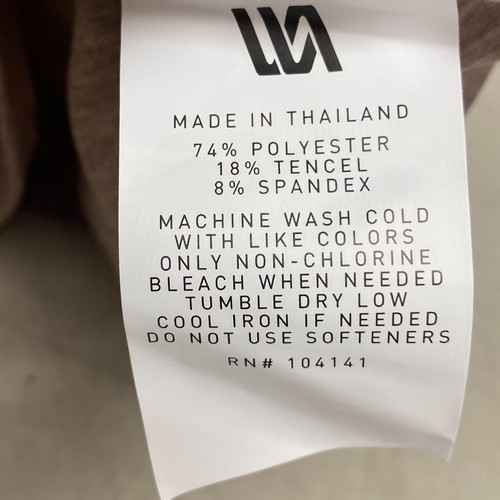 MADE IN THAILAND
74% POLYESTER
18% TENCEL
8% SPANDEX
MACHINE WASH COLD
WITH LIKE COLORS
ONLY NON-CHLORINE
BLEACH WHEN NEEDED
TUMBLE DRY LOW
COOL IRON IF NEEDED
DO NOT USE SOFTENERS
RN# 104141